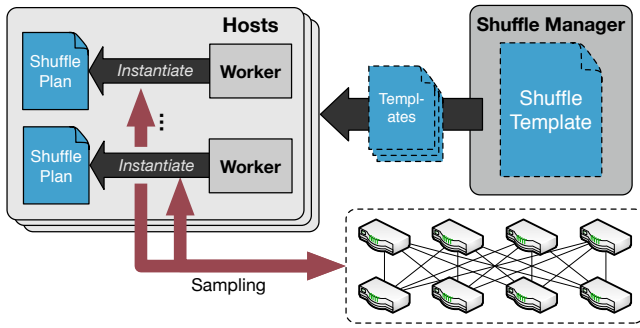 Hosts
Shuffle
Plan
Instantiate
Worker
...
Shuffle
Plan
Instantiate
Worker
Sampling
Templ-
ates
Shuffle Manager
Shuffle
Template